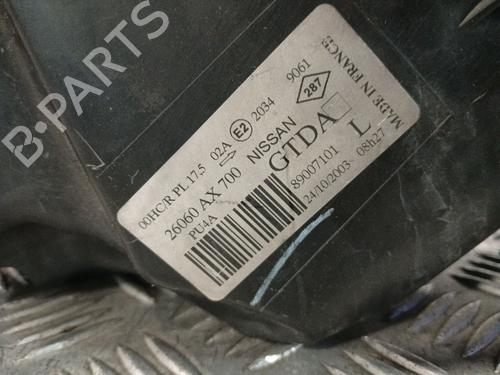 B-PARTS
00HC/R PL 17,5 02A E2 2034 9061
26060 AX 700 NISSAN 287
PU4A GTDA MADE IN FRANCE
89007101 L
24/10/2003 08h27